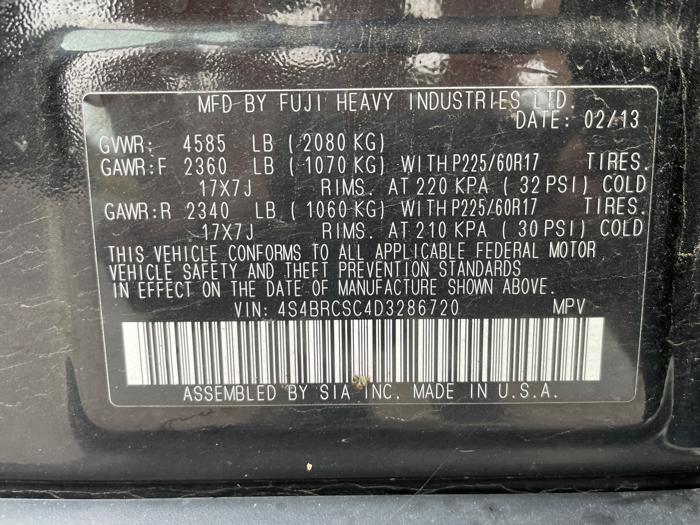 MFD BY FUJI HEAVY INDUSTRIES LTD.
DATE: 02/13
GVWR: 4585 LB (2080 KG)
GAWR:F 2360 LB (1070 KG) WITH P225/60R17 TIRES.
17X7J RIMS. AT 220 KPA (32 PSI) COLD
GAWR:R 2340 LB (1060 KG) WITH P225/60R17 TIRES.
17X7J RIMS. AT 210 KPA (30 PSI) COLD
THIS VEHICLE CONFORMS TO ALL APPLICABLE FEDERAL MOTOR
VEHICLE SAFETY AND THEFT PREVENTION STANDARDS
IN EFFECT ON THE DATE OF MANUFACTURE SHOWN ABOVE.
VIN: 4S4BRCSC4D3286720 MPV
ASSEMBLED BY SIA INC. MADE IN U.S.A.